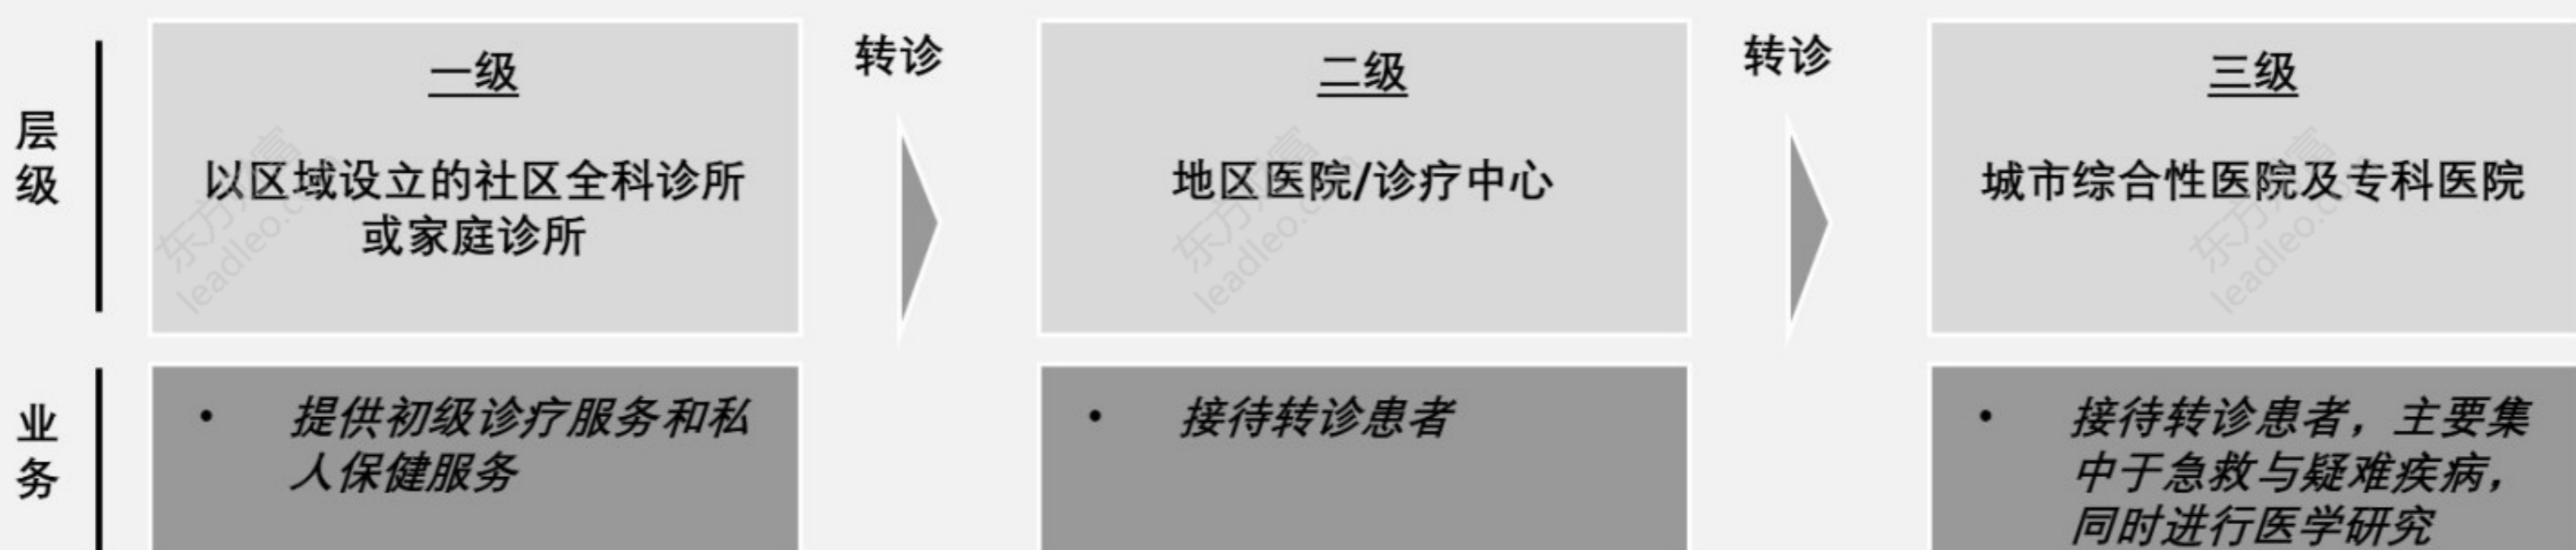 层级
一级
以区域设立的社区全科诊所
或家庭诊所
转诊
二级
地区医院/诊疗中心
转诊
三级
城市综合性医院及专科医院
业务
• 提供初级诊疗服务和私
人保健服务
• 接待转诊患者
• 接待转诊患者，主要集
中于急救与疑难疾病，
同时进行医学研究